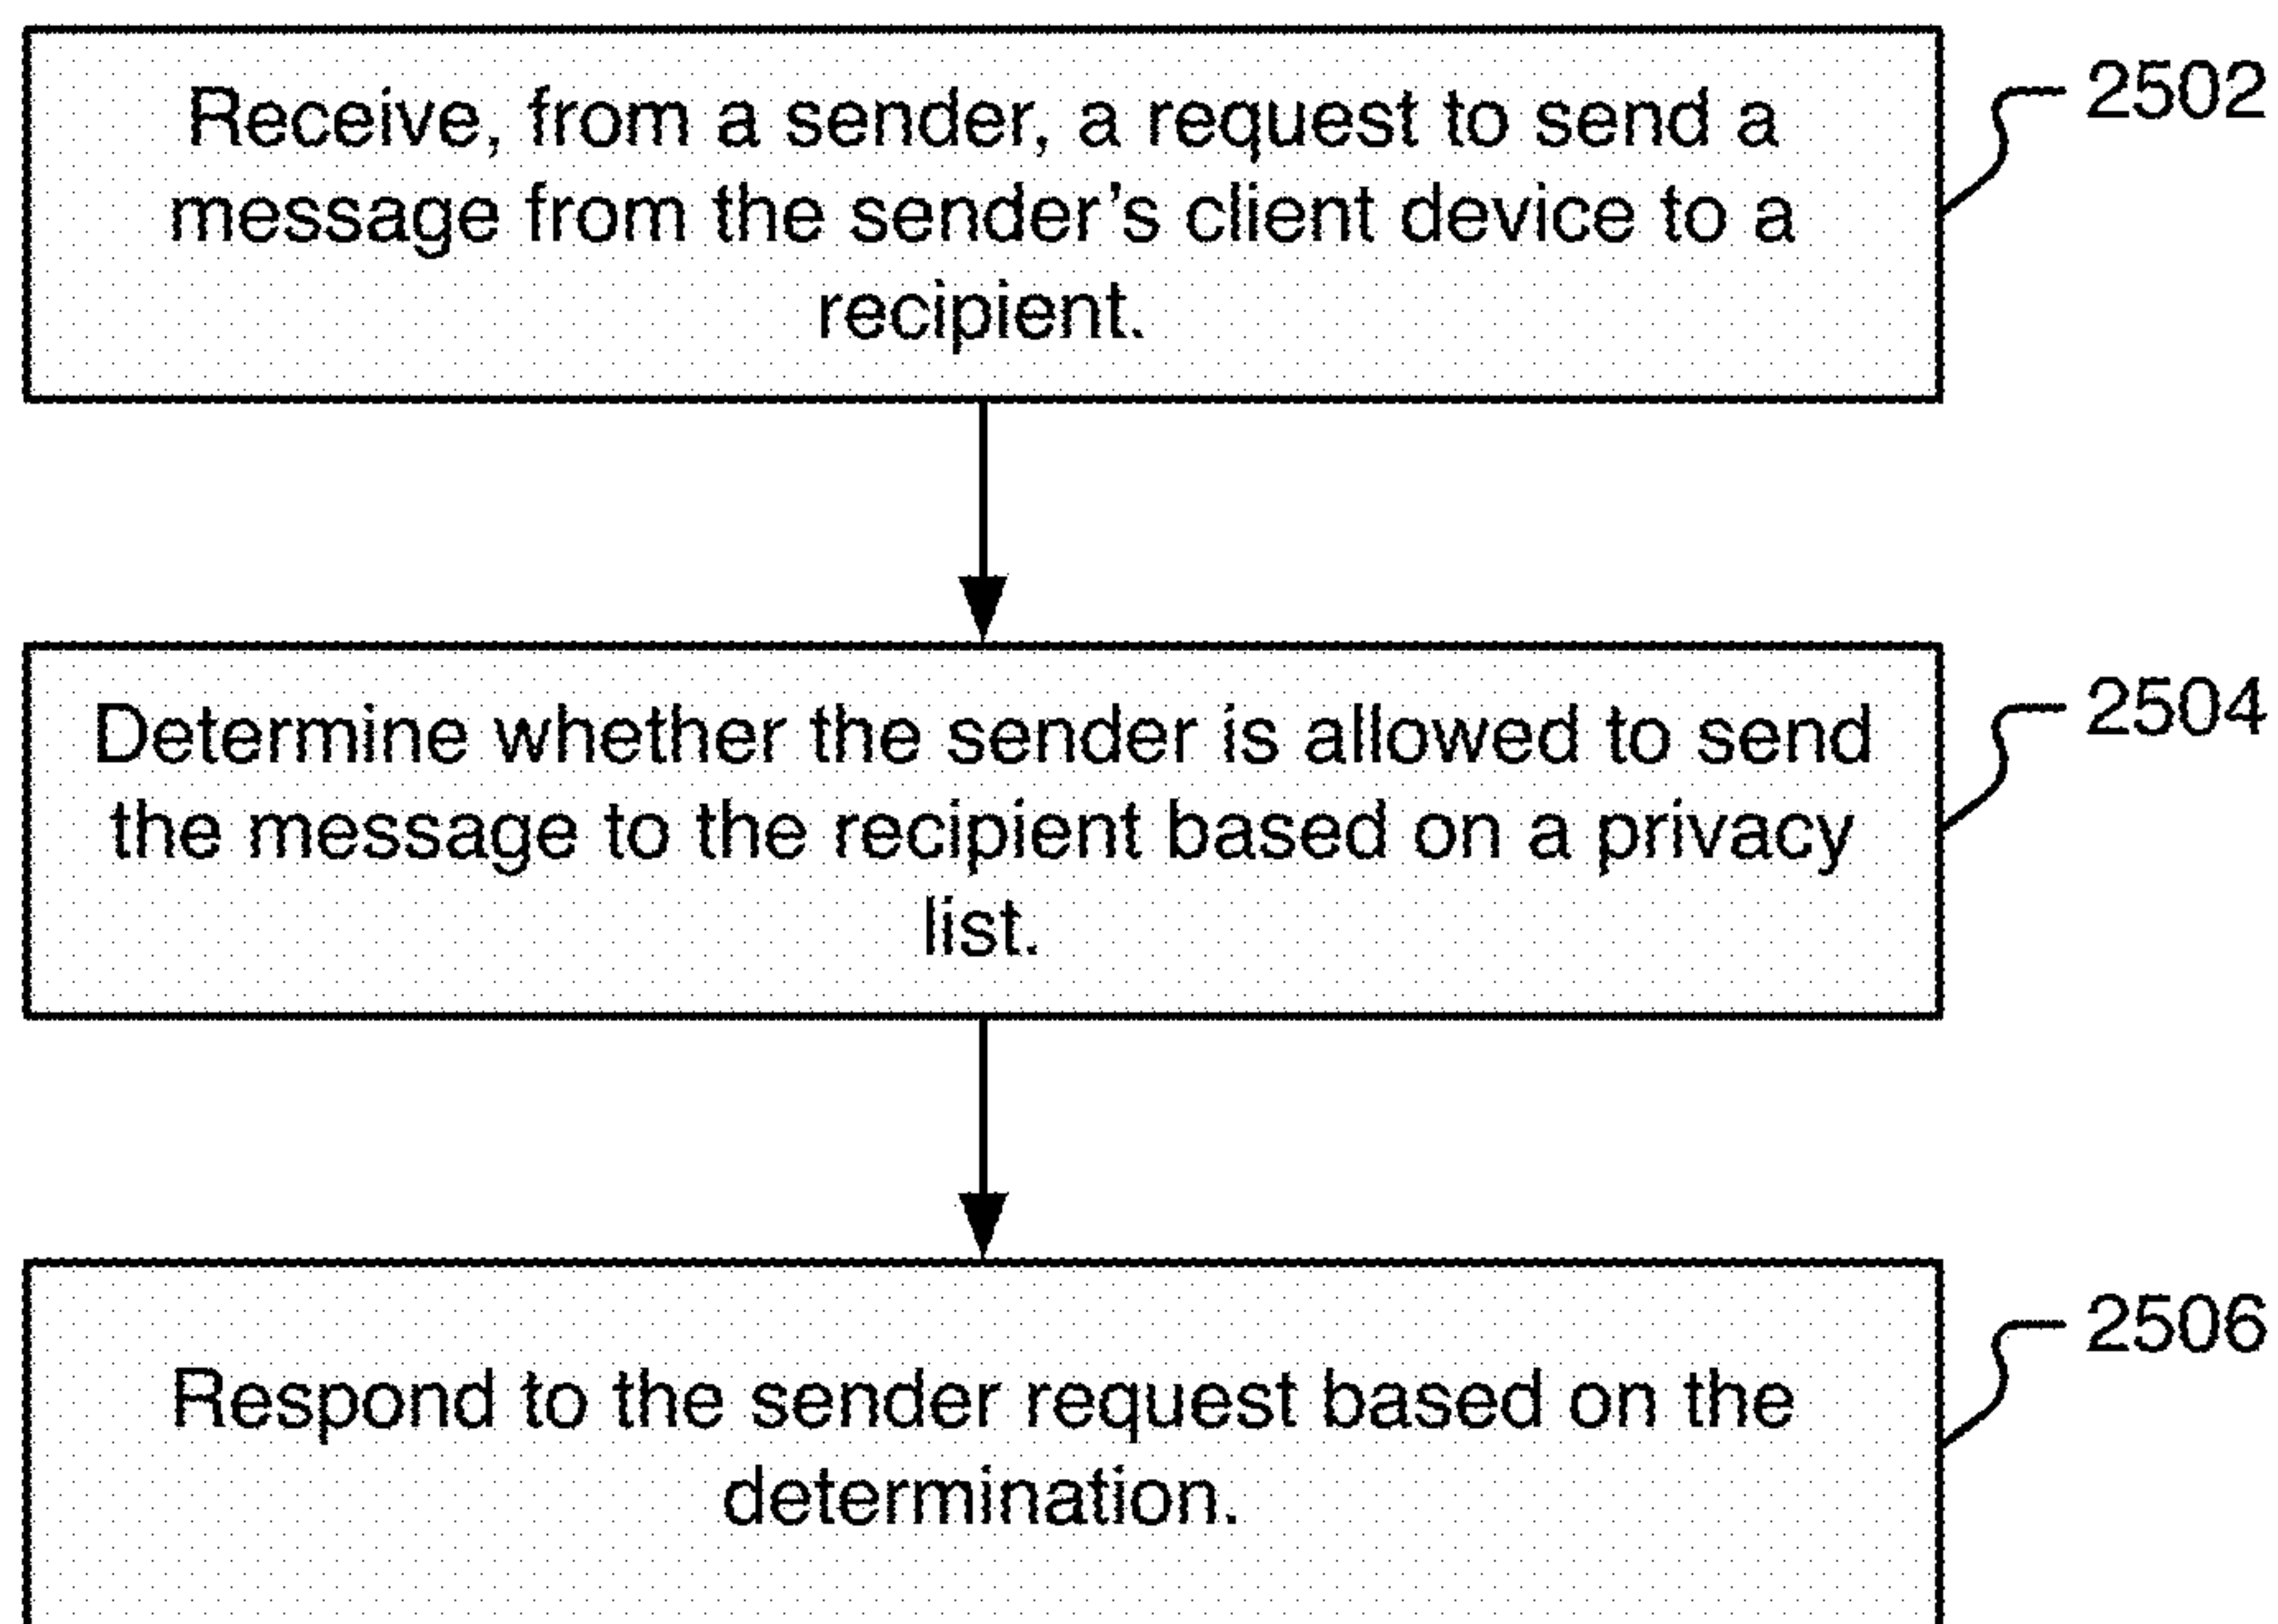 Receive, from a sender, a request to send a
message from the sender's client device to a
recipient.
2502
Determine whether the sender is allowed to send
the message to the recipient based on a privacy
list.
2504
Respond to the sender request based on the
determination.
2506